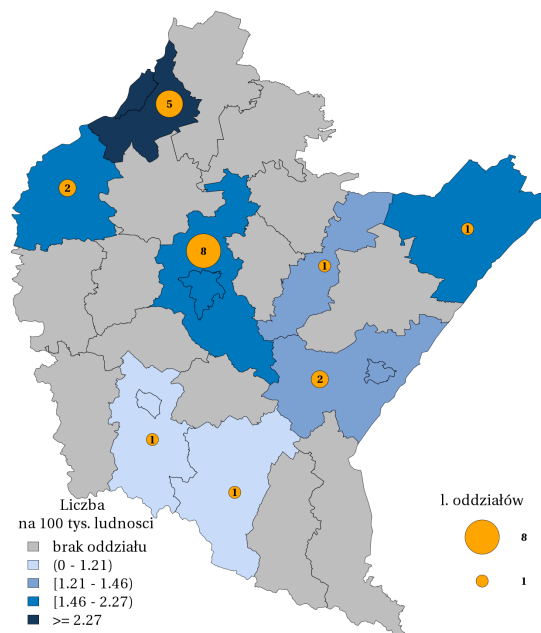 5
2
1
8
1
2
1
1
Liczba
na 100 tys. ludnosci
brak oddziału
(0 - 1.21)
[1.21 - 1.46)
[1.46 - 2.27)
>= 2.27
l. oddziałów
8
1